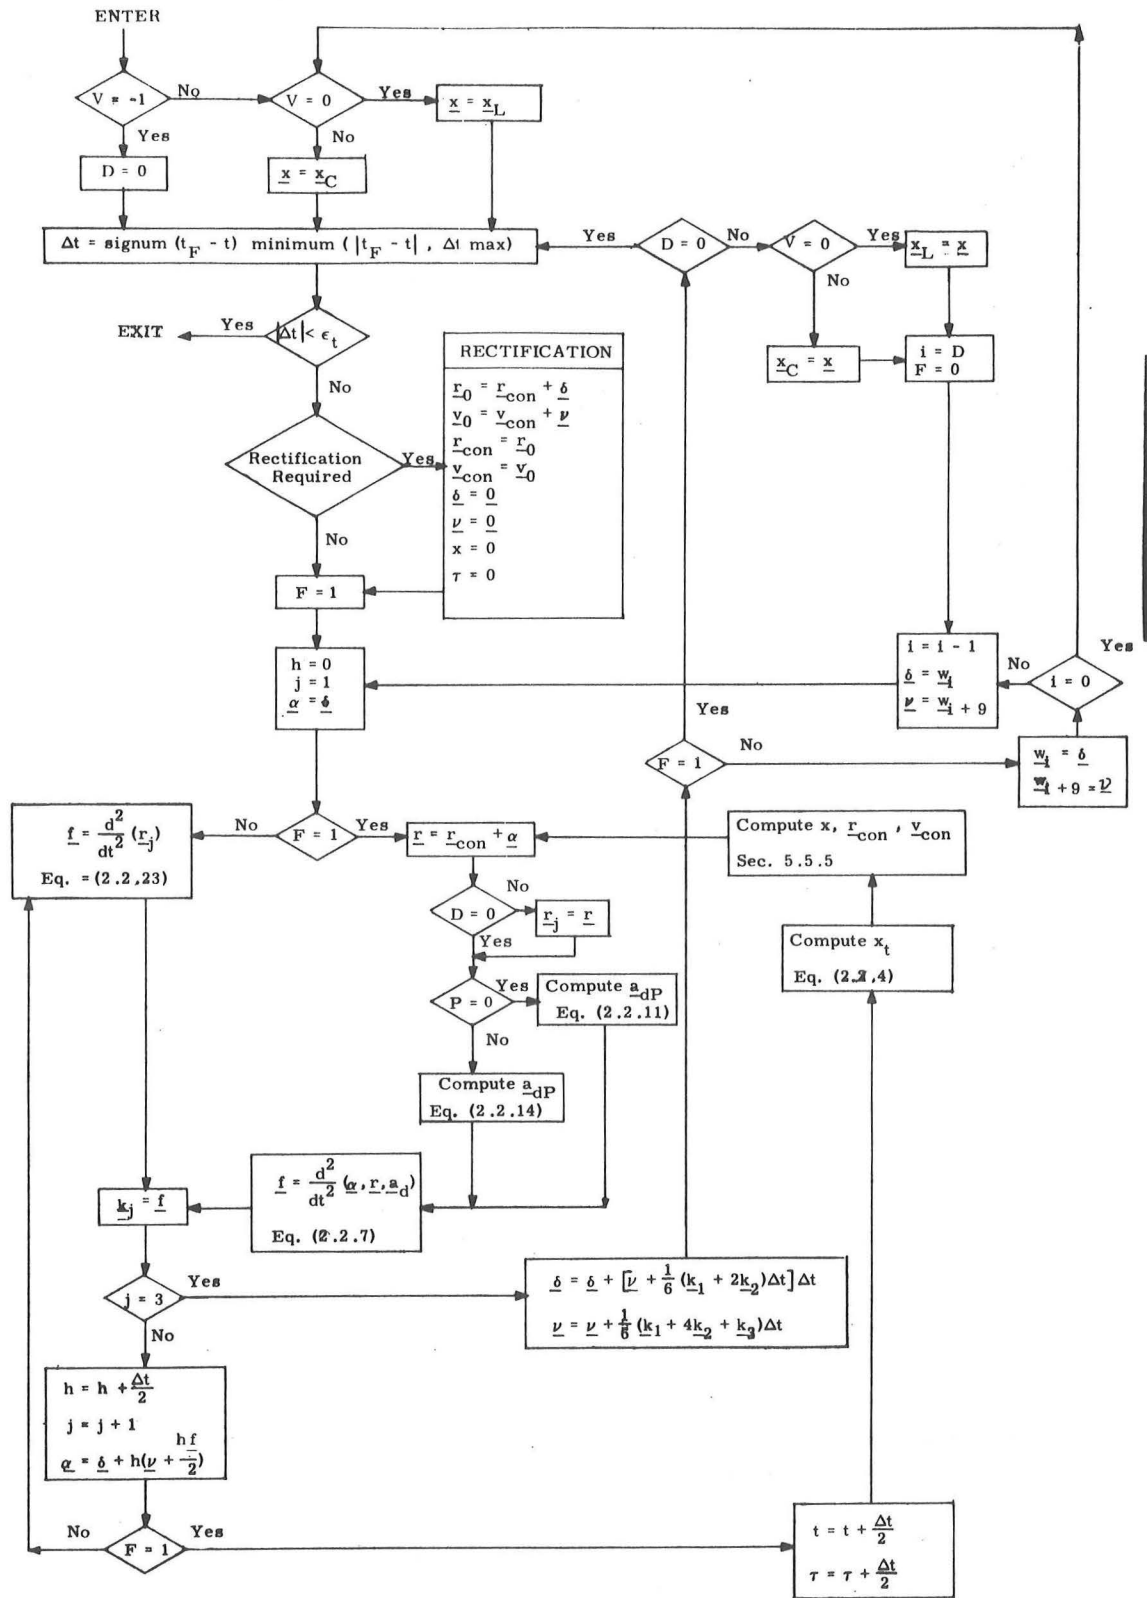 ENTER
V = -1
No
V = 0
Yes
x = x_L
Yes
No
D = 0
x = x_C
Δt = signum (t_F - t) minimum ( |t_F - t| , Δt max)
Yes
D = 0
No
V = 0
Yes
x_L = x
No
EXIT
Yes
|Δt| < ε_t
x_C = x
i = D
F = 0
No
RECTIFICATION
r_0 = r_con + δ
v_0 = v_con + ν
r_con = r_0
v_con = v_0
δ = 0
ν = 0
x = 0
τ = 0
Rectification
Required
Yes
No
F = 1
h = 0
j = 1
α = δ
i = i - 1
δ = w_i
ν = w_i + 9
No
i = 0
Yes
Yes
F = 1
No
w_i = δ
w_i + 9 = ν
f = d²/dt² (r_j)
Eq. = (2.2.23)
No
F = 1
Yes
r = r_con + α
Compute x, r_con , v_con
Sec. 5.5.5
D = 0
No
r_j = r
Yes
Compute x_t
Eq. (2.2.4)
P = 0
Yes
Compute a_dP
Eq. (2.2.11)
No
Compute a_dP
Eq. (2.2.14)
k_j = f
f = d²/dt² (α, r, a_d)
Eq. (2.2.7)
j = 3
Yes
No
δ = δ + [ν + 1/6 (k_1 + 2k_2)Δt] Δt
ν = ν + 1/6 (k_1 + 4k_2 + k_3)Δt
h = h + Δt/2
j = j + 1
α = δ + h(ν + hf/2)
No
F = 1
Yes
t = t + Δt/2
τ = τ + Δt/2